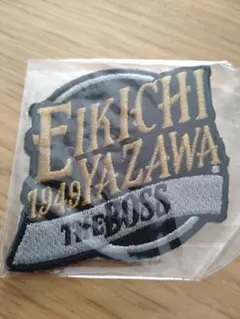 EIKICHI
1949 YAZAWA®
THE BOSS